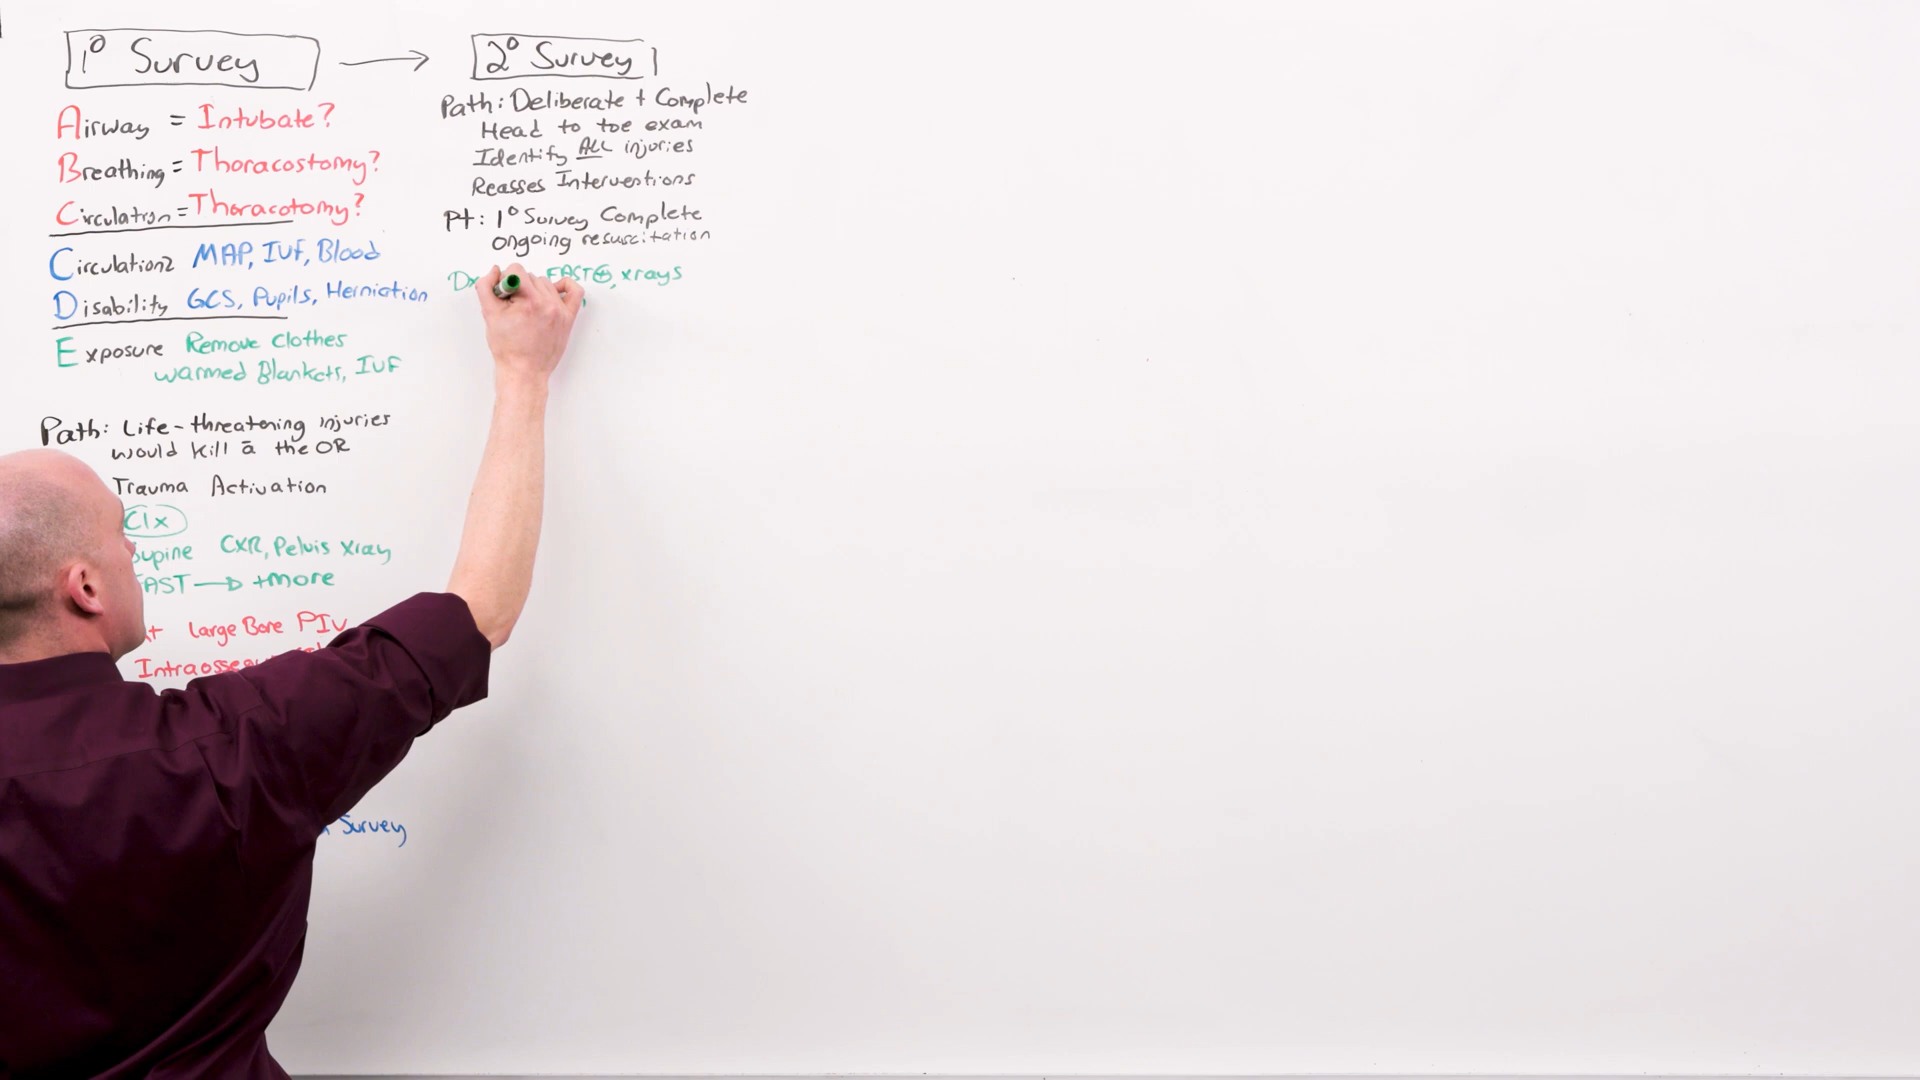 1° Survey
Airway = Intubate?
Breathing = Thoracostomy?
Circulation = Thoracotomy?
Circulation2 MAP, IVF, Blood
Disability GCS, Pupils, Herniation
Exposure Remove Clothes
warmed Blankets, IVF
Path: Life-threatening injuries
would kill ā the OR
Trauma Activation
Clx
Supine CXR, Pelvis xray
FAST → +more
Large Bore PIV
Survey
→
2° Survey
Path: Deliberate + Complete
Head to toe exam
Identify ALL injuries
Reasses Interventions
Pt: 1° Survey Complete
ongoing resuscitation
Dx FAST⊕, xrays